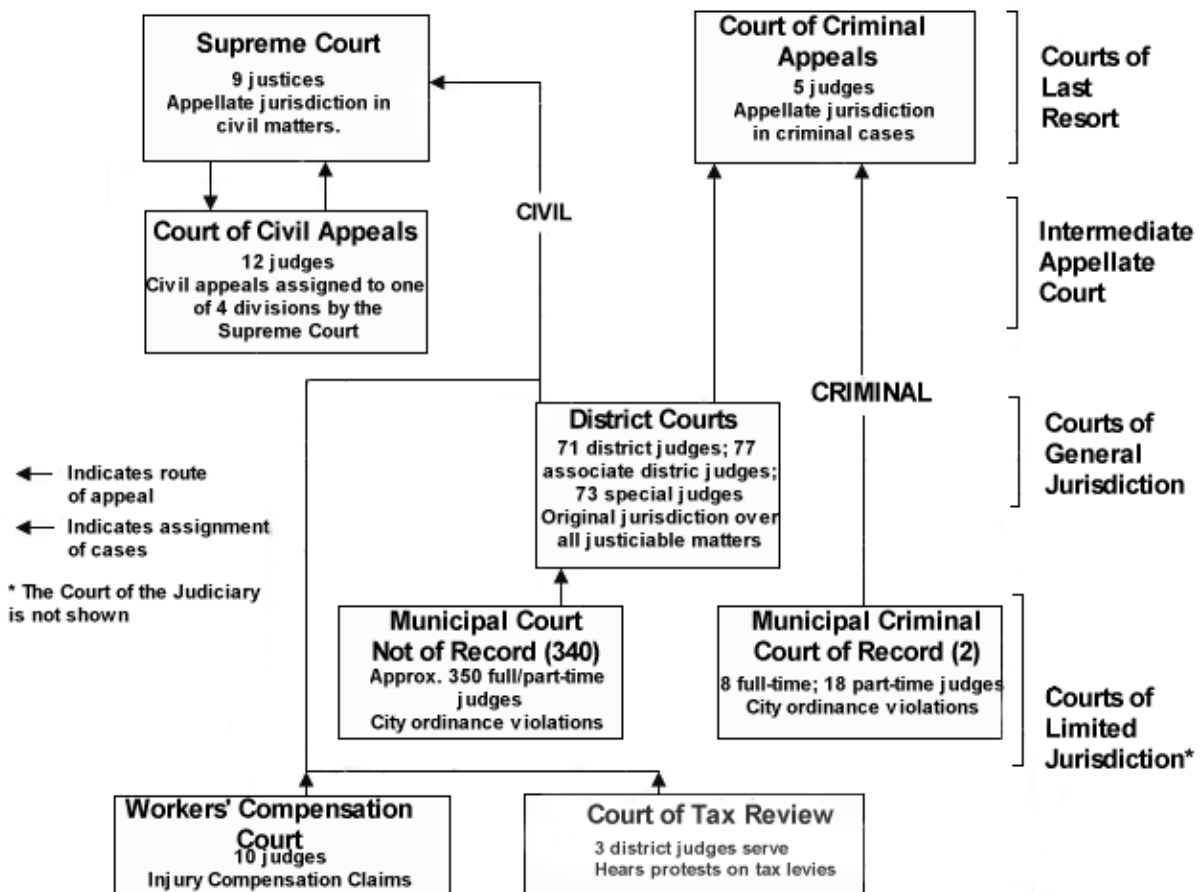 Supreme Court
9 justices
Appellate jurisdiction in
civil matters.
Court of Criminal
Appeals
5 judges
Appellate jurisdiction
in criminal cases
Courts of
Last
Resort
CIVIL
Court of Civil Appeals
12 judges
Civil appeals assigned to one
of 4 divisions by the
Supreme Court
Intermediate
Appellate
Court
CRIMINAL
District Courts
71 district judges; 77
associate distric judges;
73 special judges
Original jurisdiction over
all justiciable matters
Courts of
General
Jurisdiction
Indicates route
of appeal
Indicates assignment
of cases
* The Court of the Judiciary
is not shown
Municipal Court
Not of Record (340)
Approx. 350 full/part-time
judges
City ordinance violations
Municipal Criminal
Court of Record (2)
8 full-time; 18 part-time judges
City ordinance violations
Courts of
Limited
Jurisdiction*
Workers' Compensation
Court
10 judges
Injury Compensation Claims
Court of Tax Review
3 district judges serve
Hears protests on tax levies